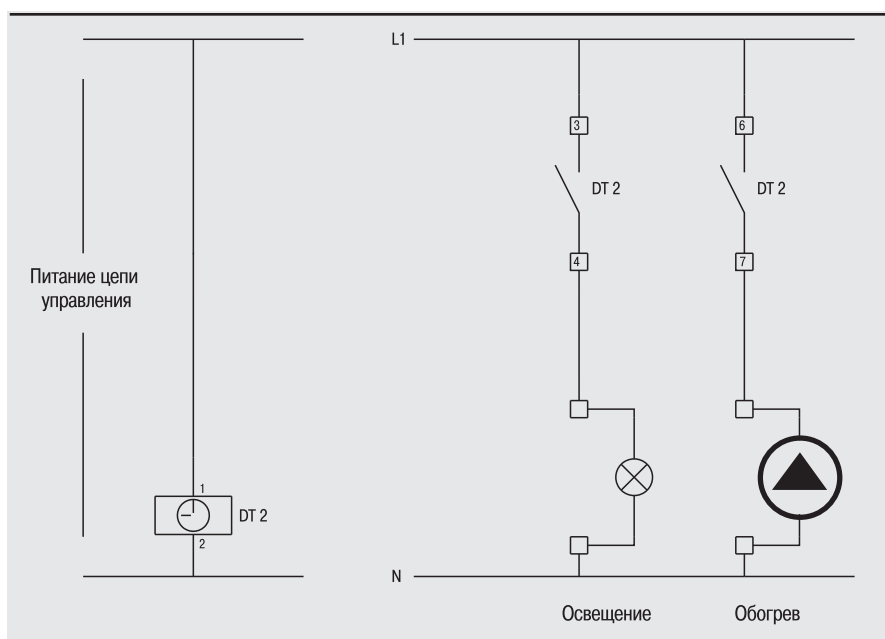 L1
3
6
DT 2
DT 2
4
7
Питание цепи
управления
1
DT 2
2
N
Освещение
Обогрев